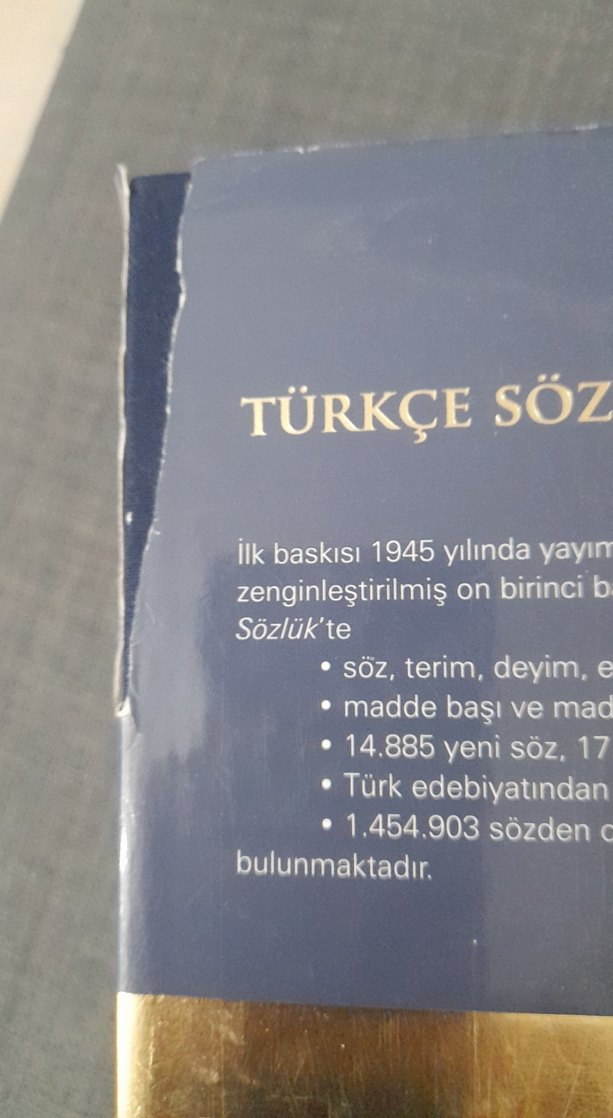 TÜRKÇE SÖZ
İlk baskısı 1945 yılında yayım
zenginleştirilmiş on birinci ba
Sözlük'te
• söz, terim, deyim, e
• madde başı ve mad
• 14.885 yeni söz, 17
• Türk edebiyatından
• 1.454.903 sözden o
bulunmaktadır.